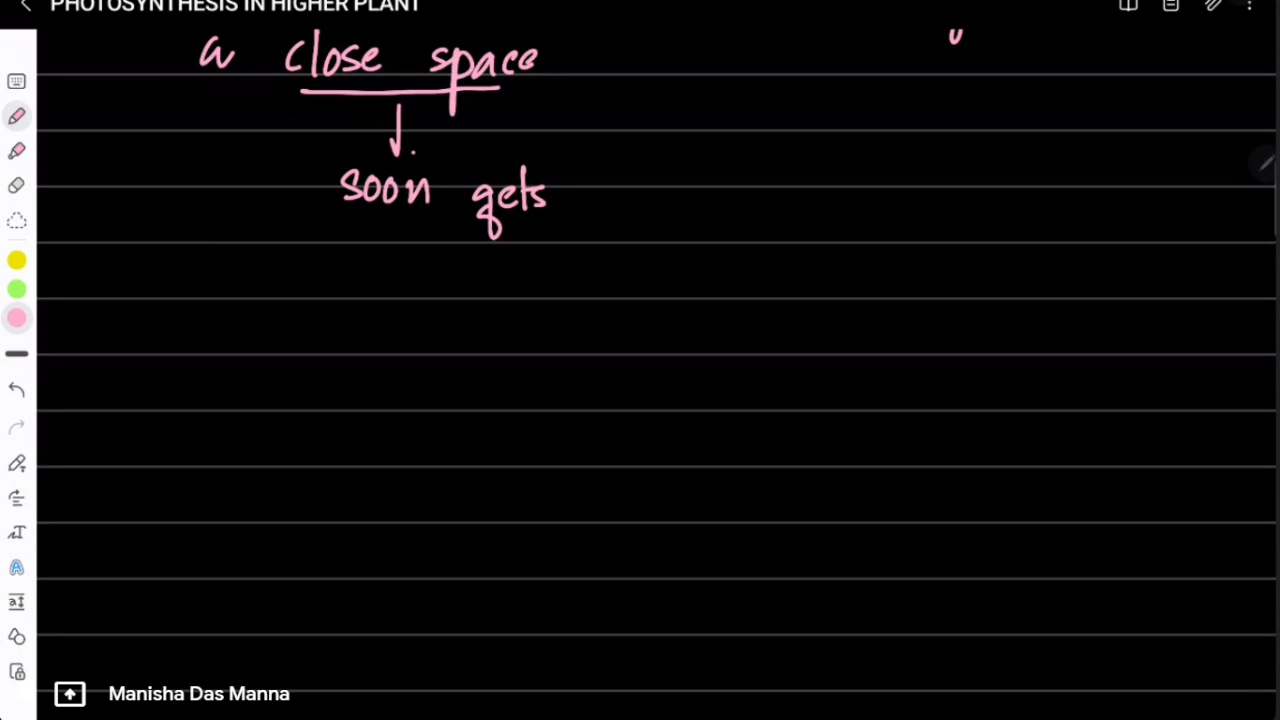 PHOTOSYNTHESIS IN HIGHER PLANT
a close space
soon gets
Manisha Das Manna